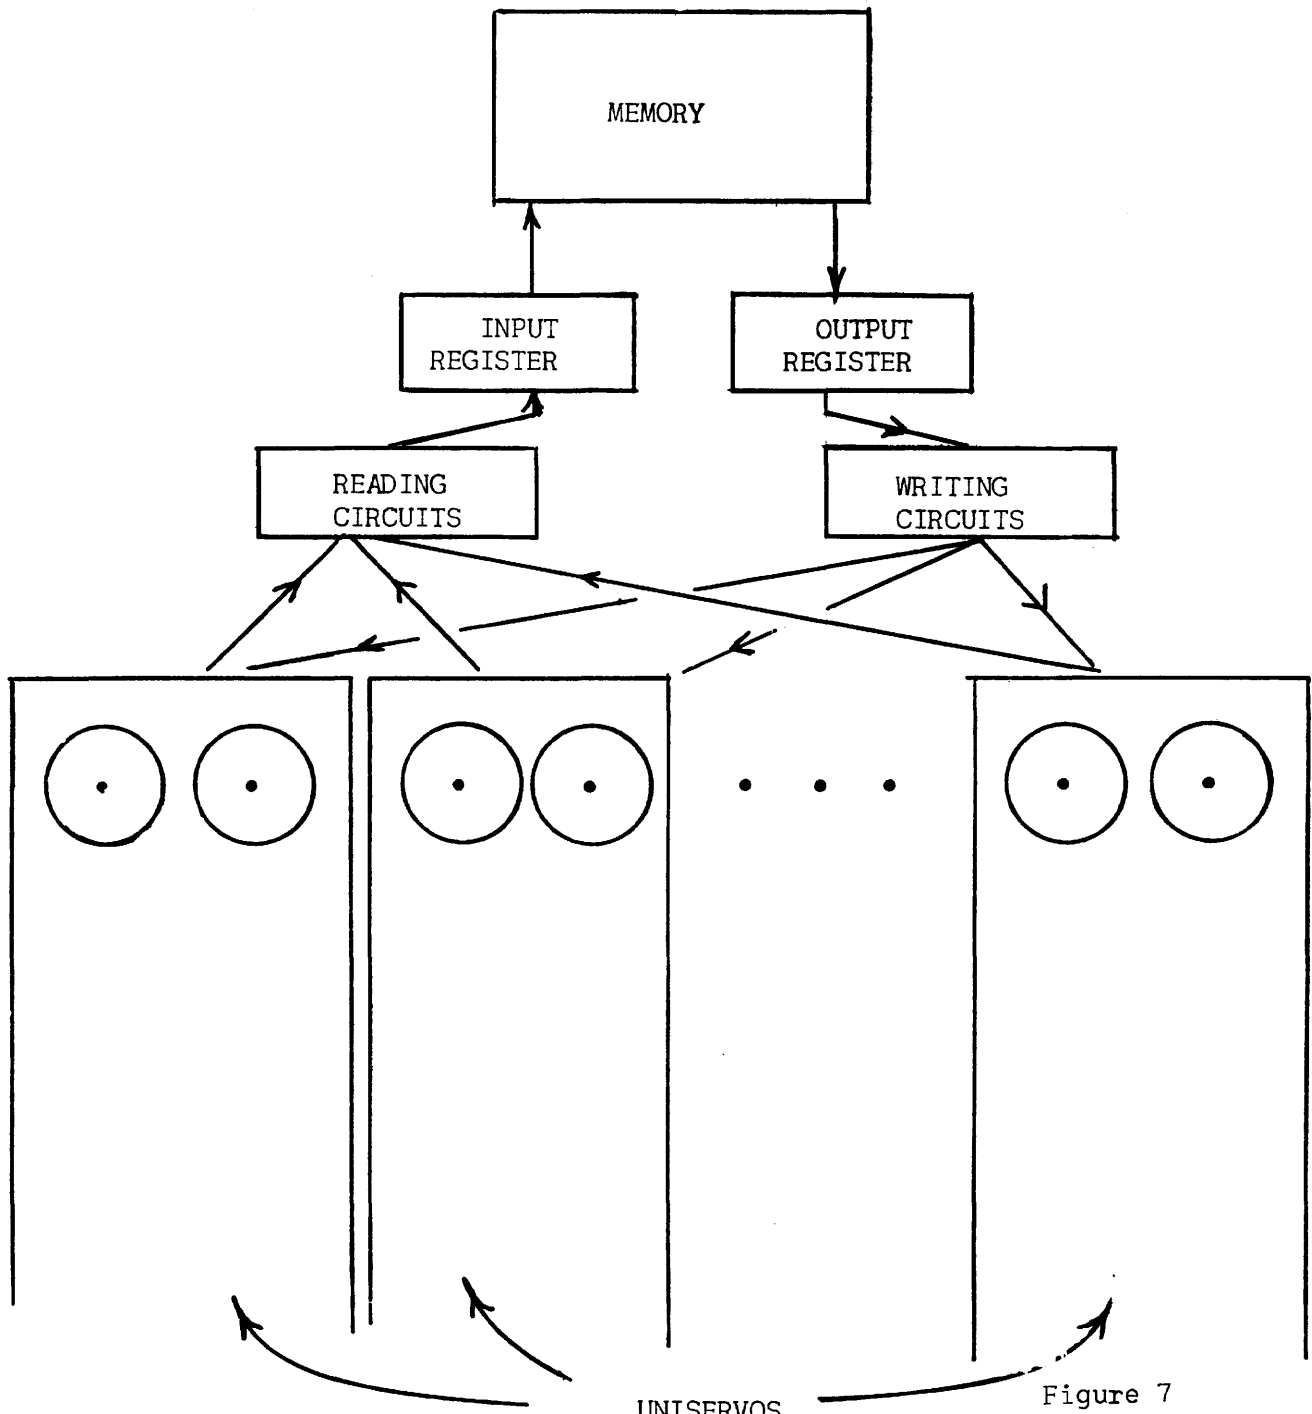 MEMORY
INPUT
REGISTER
OUTPUT
REGISTER
READING
CIRCUITS
WRITING
CIRCUITS
UNISERVOS
Figure 7